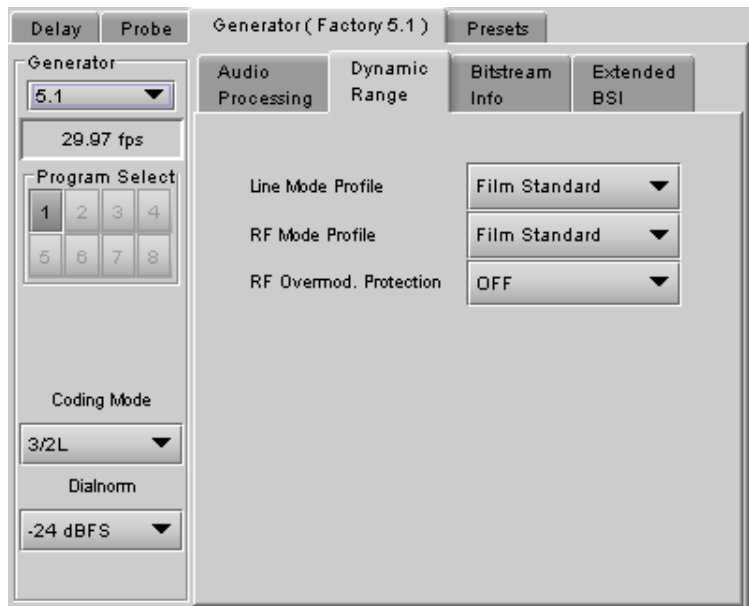 Delay Probe Generator ( Factory 5.1 ) Presets
Generator
5.1
29.97 fps
Program Select
1 2 3 4
5 6 7 8
Coding Mode
3/2L
Dialnorm
-24 dBFS
Audio Processing
Dynamic Range
Bitstream Info
Extended BSI
Line Mode Profile Film Standard
RF Mode Profile Film Standard
RF Overmod. Protection OFF